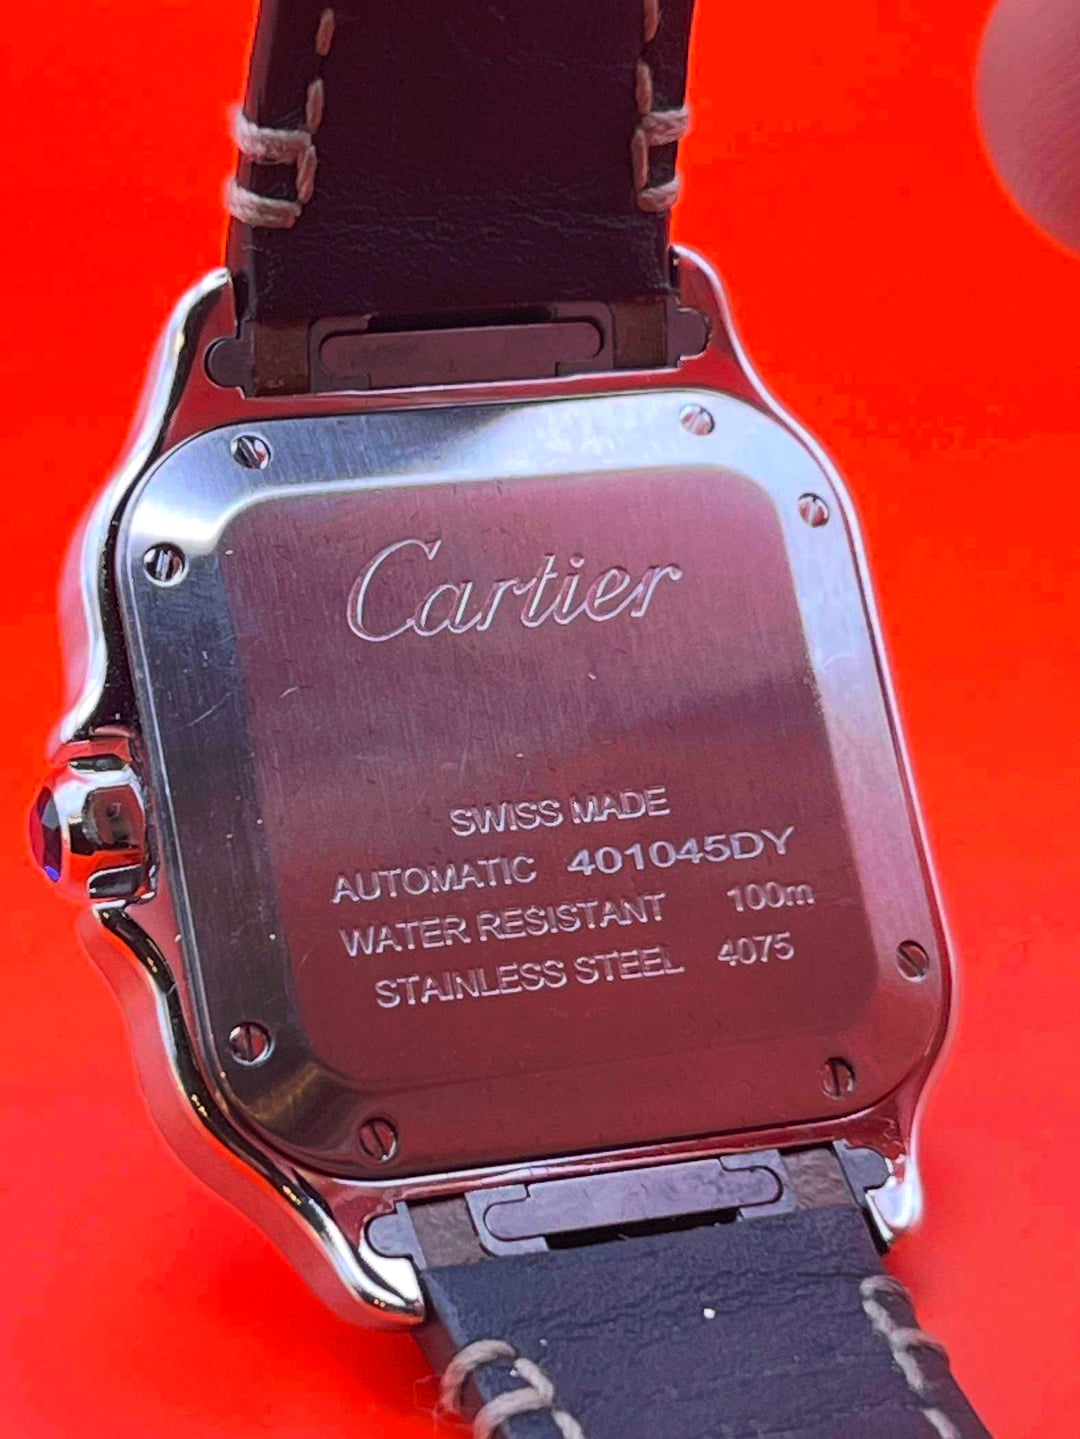 Cartier
SWISS MADE
AUTOMATIC 401045DY
WATER RESISTANT 100m
STAINLESS STEEL 4075